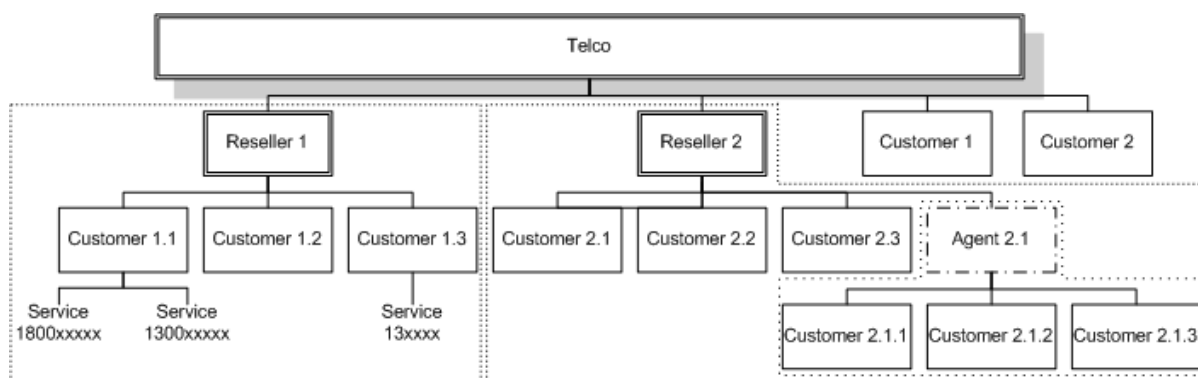 Telco
Reseller 1
Reseller 2
Customer 1
Customer 2
Customer 1.1
Customer 1.2
Customer 1.3
Customer 2.1
Customer 2.2
Customer 2.3
Agent 2.1
Service
1800xxxxx
Service
1300xxxxx
Service
13xxxx
Customer 2.1.1
Customer 2.1.2
Customer 2.1.3